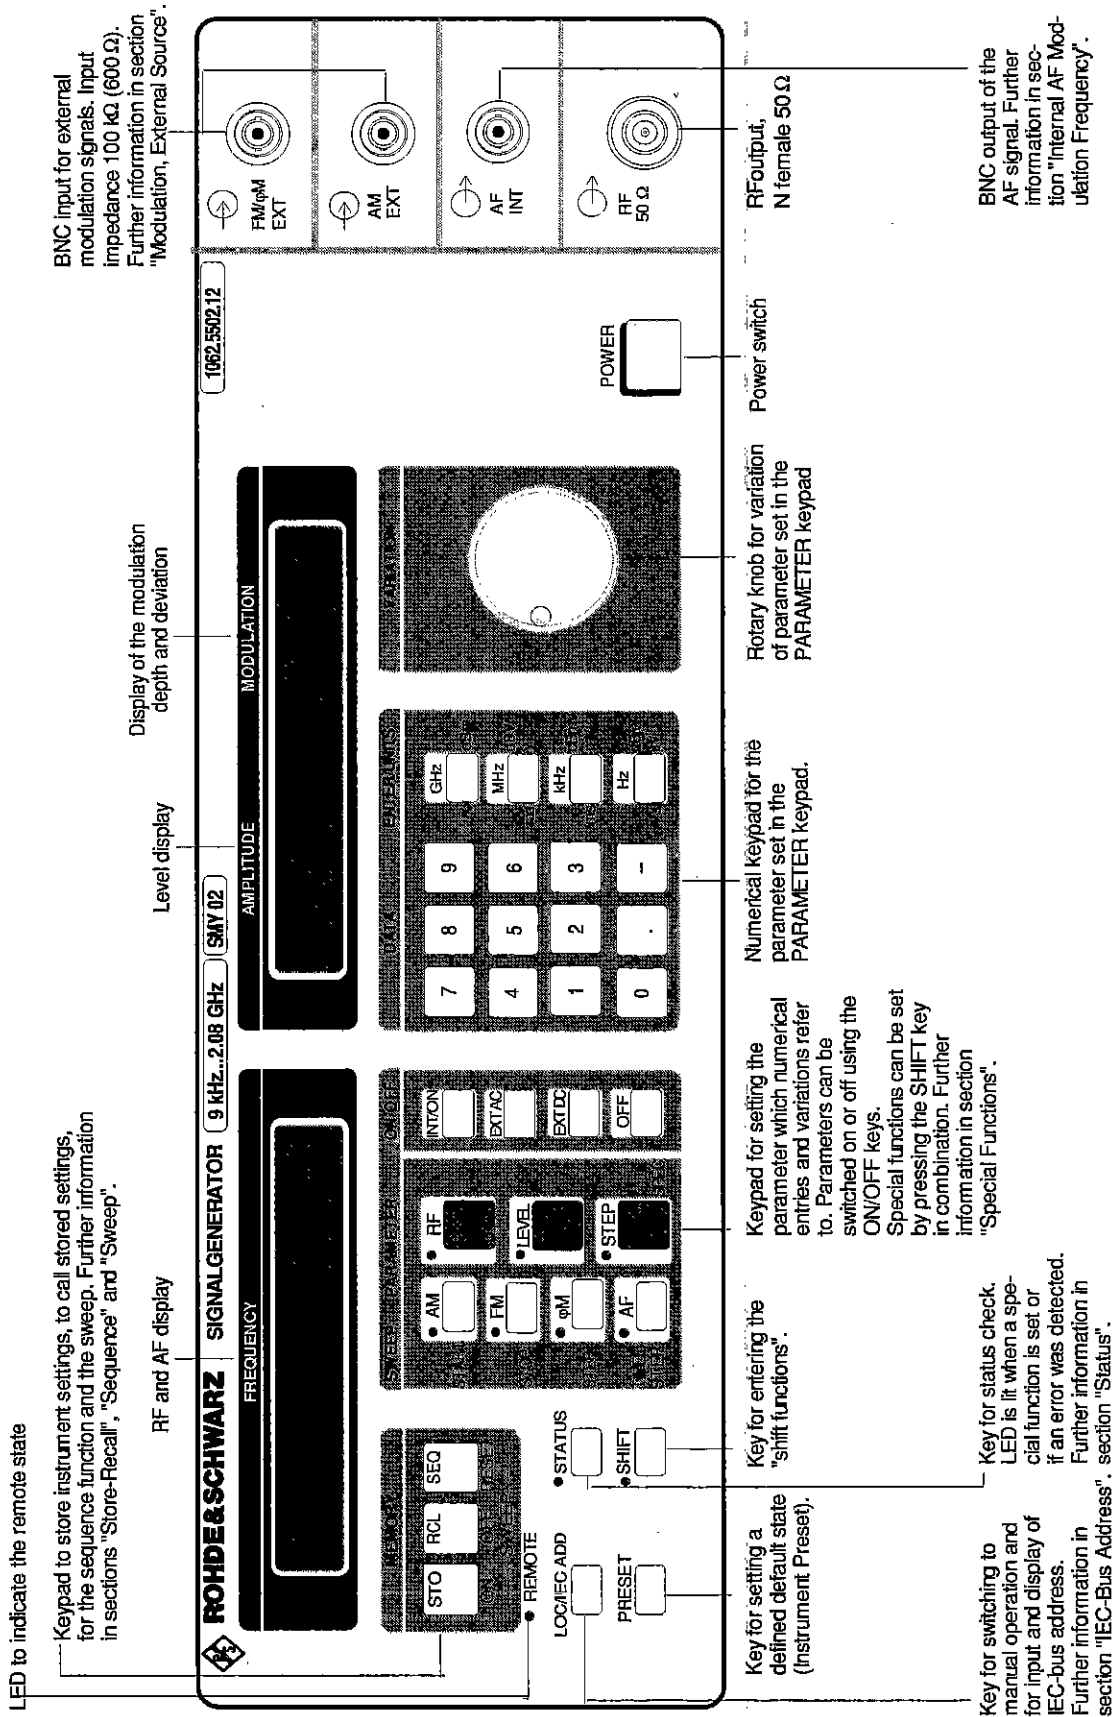 LED to indicate the remote state
Keypad to store instrument settings, to call stored settings,
for the sequence function and the sweep. Further information
in sections "Store-Recall", "Sequence" and "Sweep".
RF and AF display
Level display
Display of the modulation
depth and deviation
BNC input for external
modulation signals. Input
impedance 100 kΩ (600 Ω).
Further information in section
"Modulation, External Source".
ROHDE&SCHWARZ SIGNALGENERATOR 9 kHz...2.08 GHz SMY 02
1062.5502.12
FREQUENCY
AMPLITUDE
MODULATION
MEMORY
STO
RCL
SEQ
REMOTE
LOC/IEC ADD
STATUS
PRESET
SHIFT
PARAMETER
ON/OFF
AM
RF
INT/ON
FM
LEVEL
EXT AC
φM
STEP
EXT DC
AF
OFF
DATA
ENTER/UNITS
7 8 9 GHz
4 5 6 MHz
1 2 3 kHz
0 . – Hz
VARIATION
POWER
FM/φM
EXT
AM
EXT
AF
INT
RF
50 Ω
Key for setting a
defined default state
(Instrument Preset).
Key for entering the
"shift functions".
Keypad for setting the
parameter which numerical
entries and variations refer
to. Parameters can be
switched on or off using the
ON/OFF keys.
Special functions can be set
by pressing the SHIFT key
in combination. Further
information in section
"Special Functions".
Numerical keypad for the
parameter set in the
PARAMETER keypad.
Rotary knob for variation
of parameter set in the
PARAMETER keypad
Power switch
RFoutput,
N female 50 Ω
Key for switching to
manual operation and
for input and display of
IEC-bus address.
Further information in
section "IEC-Bus Address".
Key for status check.
LED is lit when a spe-
cial function is set or
if an error was detected.
Further information in
section "Status".
BNC output of the
AF signal. Further
information in sec-
tion "Internal AF Mod-
ulation Frequency".